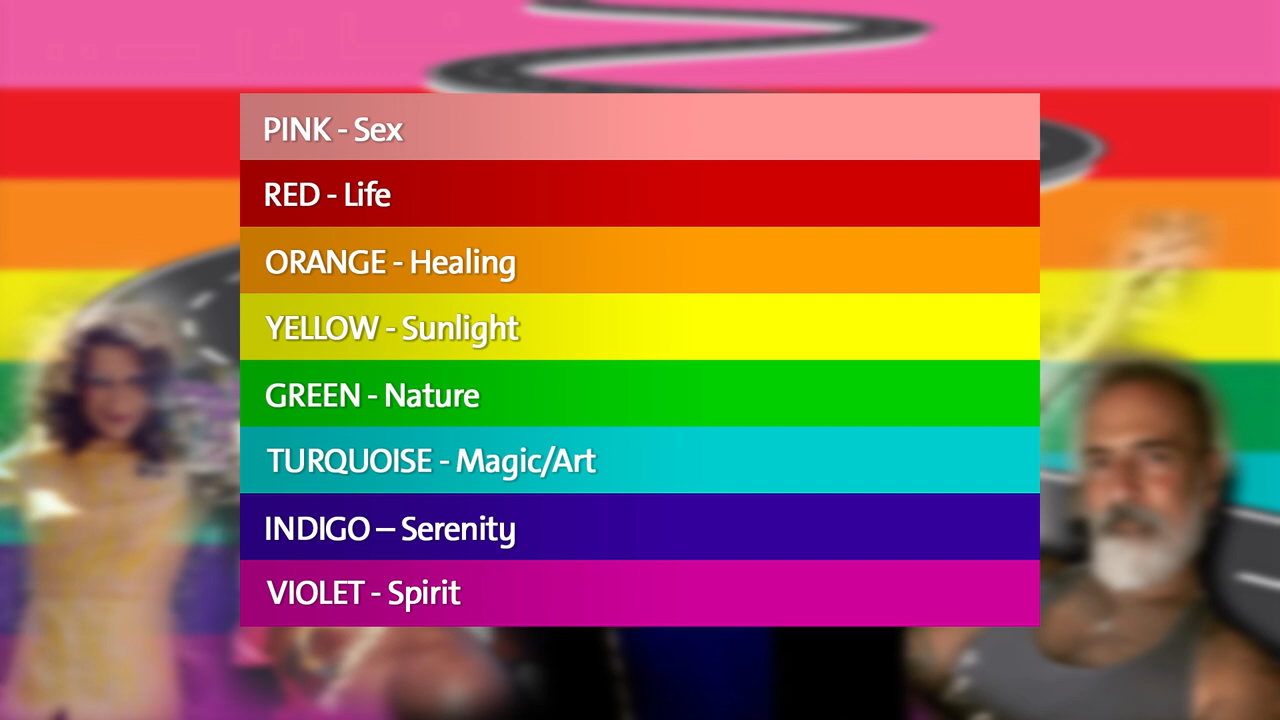 PINK - Sex
RED - Life
ORANGE - Healing
YELLOW - Sunlight
GREEN - Nature
TURQUOISE - Magic/Art
INDIGO – Serenity
VIOLET - Spirit